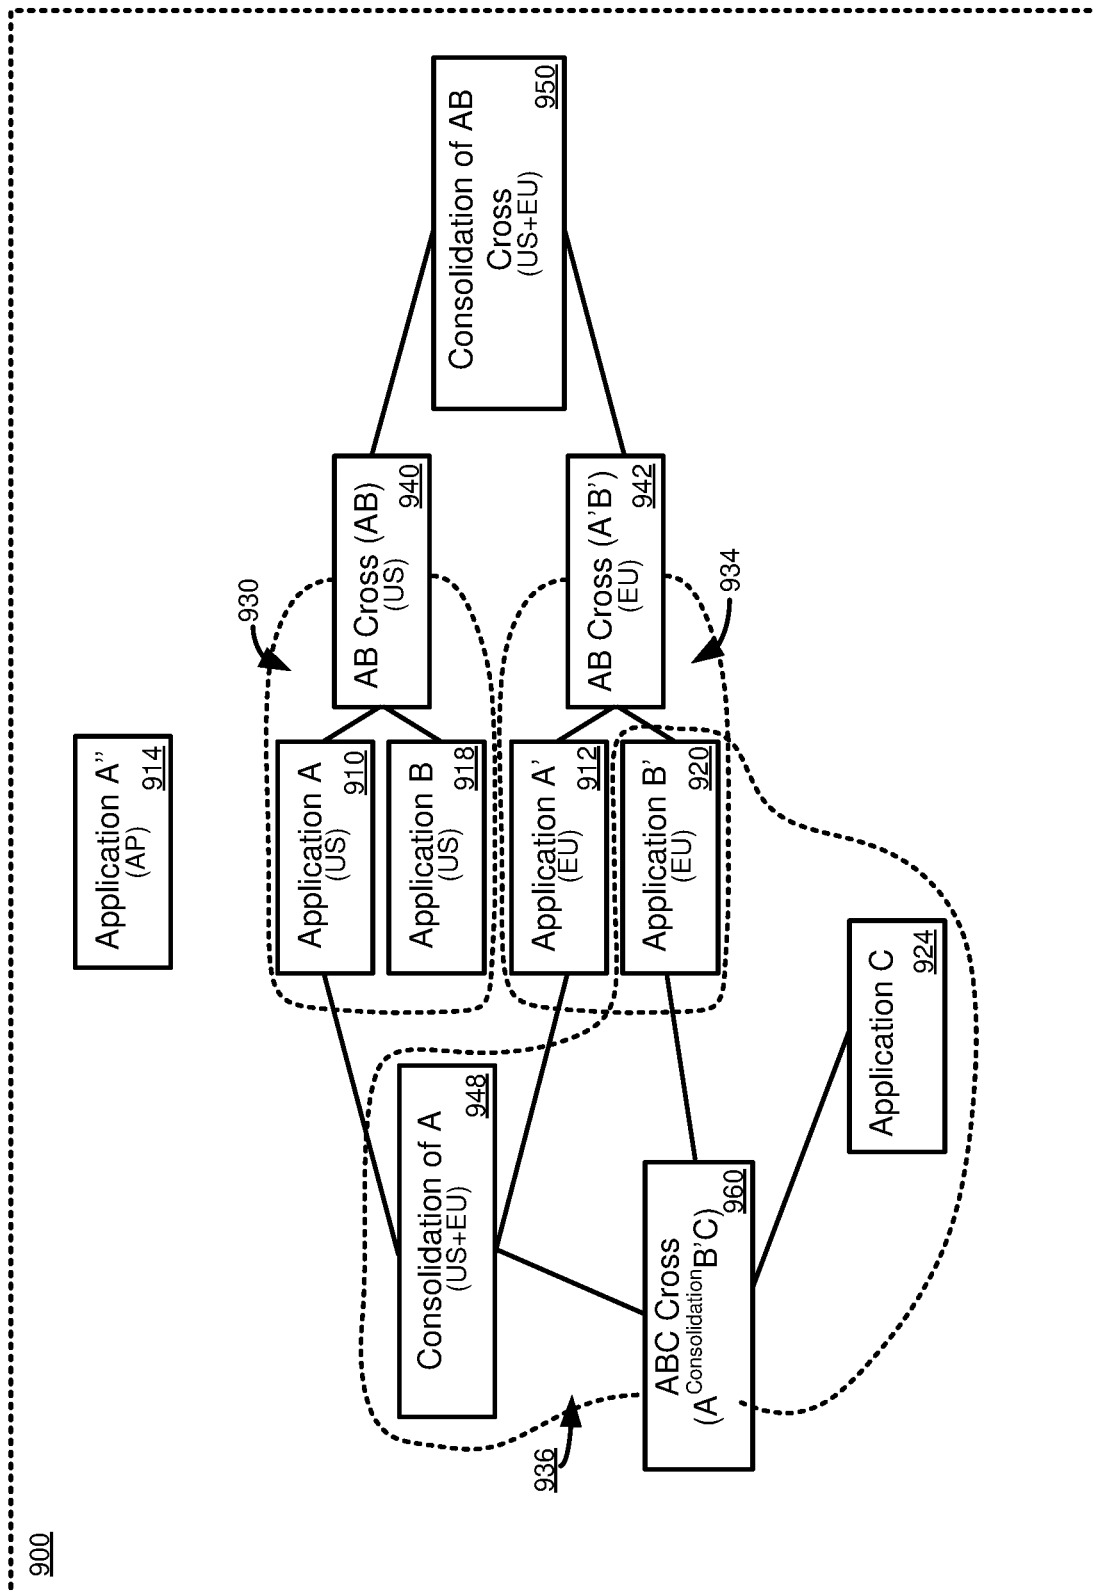 900
Application A"
(AP)
914
930
Application A
(US)
910
Application B
(US)
918
AB Cross (AB)
(US)
940
Consolidation of A
(US+EU)
948
Consolidation of AB
Cross
(US+EU)
950
Application A'
(EU)
912
Application B'
(EU)
920
AB Cross (A'B')
(EU)
942
934
936
ABC Cross
(A^Consolidation B'C)
960
Application C
924